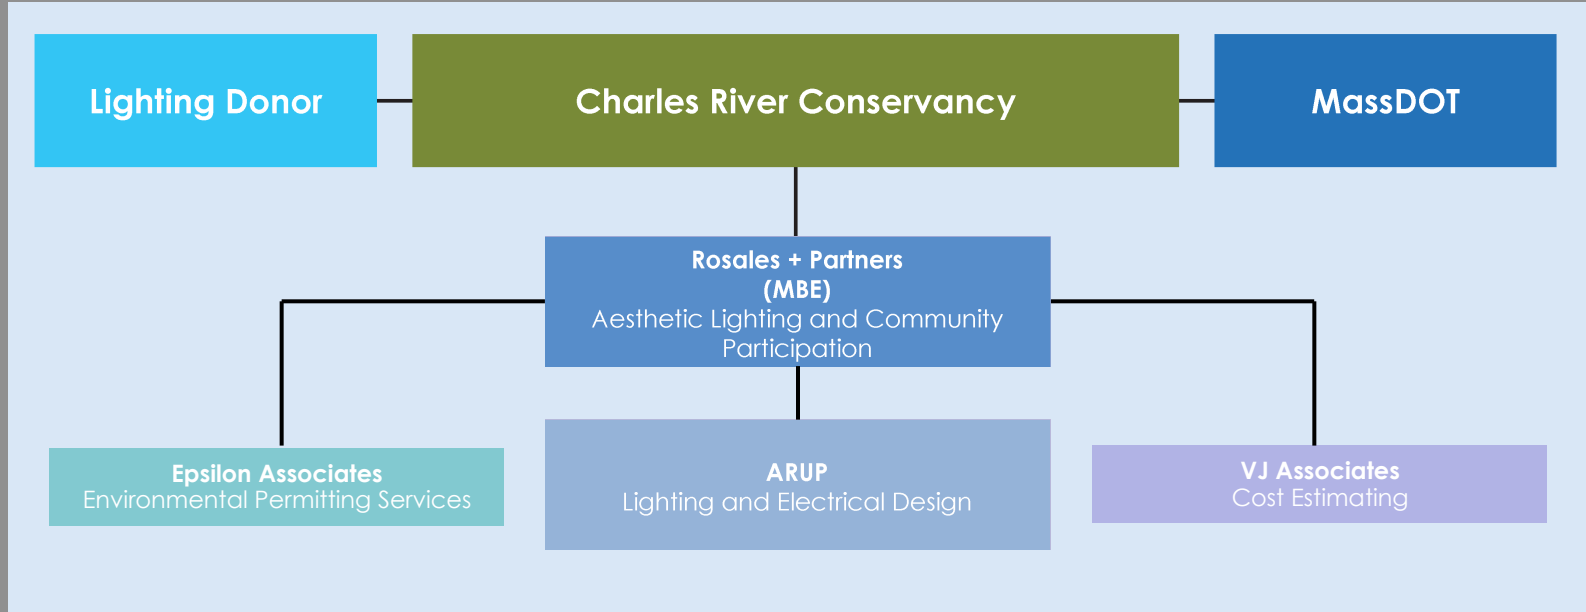 Lighting Donor
Charles River Conservancy
MassDOT
Rosales + Partners
(MBE)
Aesthetic Lighting and Community
Participation
Epsilon Associates
Environmental Permitting Services
ARUP
Lighting and Electrical Design
VJ Associates
Cost Estimating